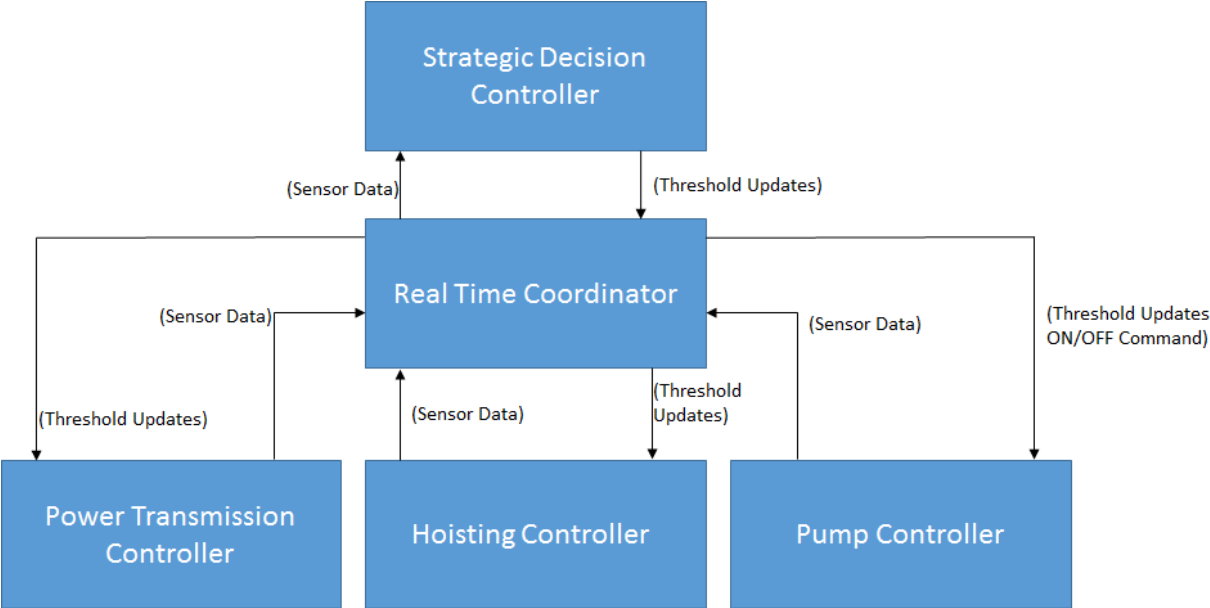 Strategic Decision
Controller
(Sensor Data)
(Threshold Updates)
Real Time Coordinator
(Sensor Data)
(Sensor Data)
(Threshold Updates
ON/OFF Command)
(Threshold Updates)
(Sensor Data)
(Threshold
Updates)
Power Transmission
Controller
Hoisting Controller
Pump Controller